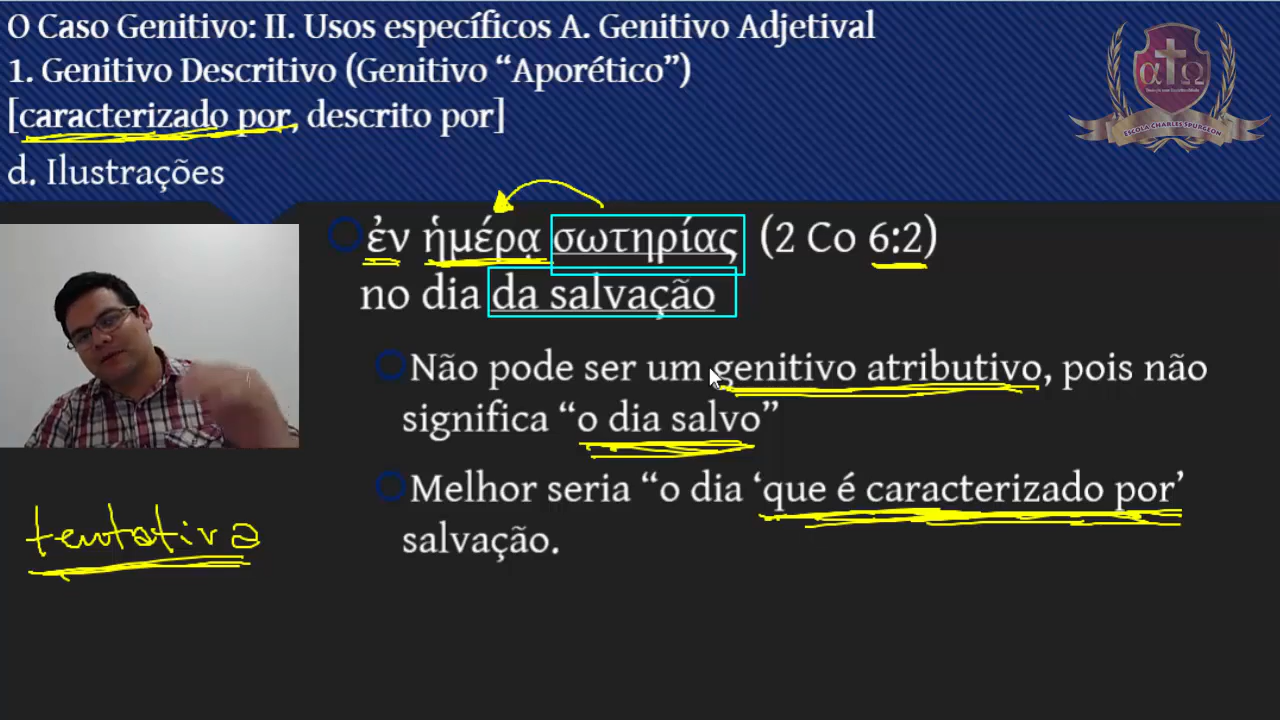 O Caso Genitivo: II. Usos específicos A. Genitivo Adjetival
1. Genitivo Descritivo (Genitivo “Aporético”)
[caracterizado por, descrito por]
d. Ilustrações
α Ω
ESCOLA CHARLES SPURGEON
ἐν ἡμέρᾳ σωτηρίας (2 Co 6:2)
no dia da salvação
Não pode ser um genitivo atributivo, pois não
significa “o dia salvo”
Melhor seria “o dia ‘que é caracterizado por’
salvação.
tentativa